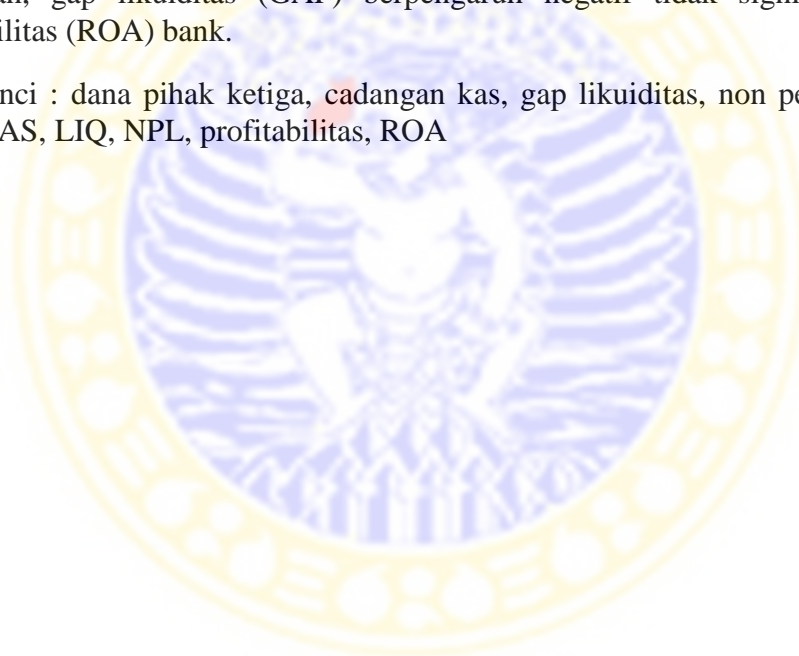 gap likuiditas (GAP) berpengaruh negatif tidak
ilitas (ROA) bank.
nci : dana pihak ketiga, cadangan kas, gap likuiditas, non
AS, LIQ, NPL, profitabilitas, ROA